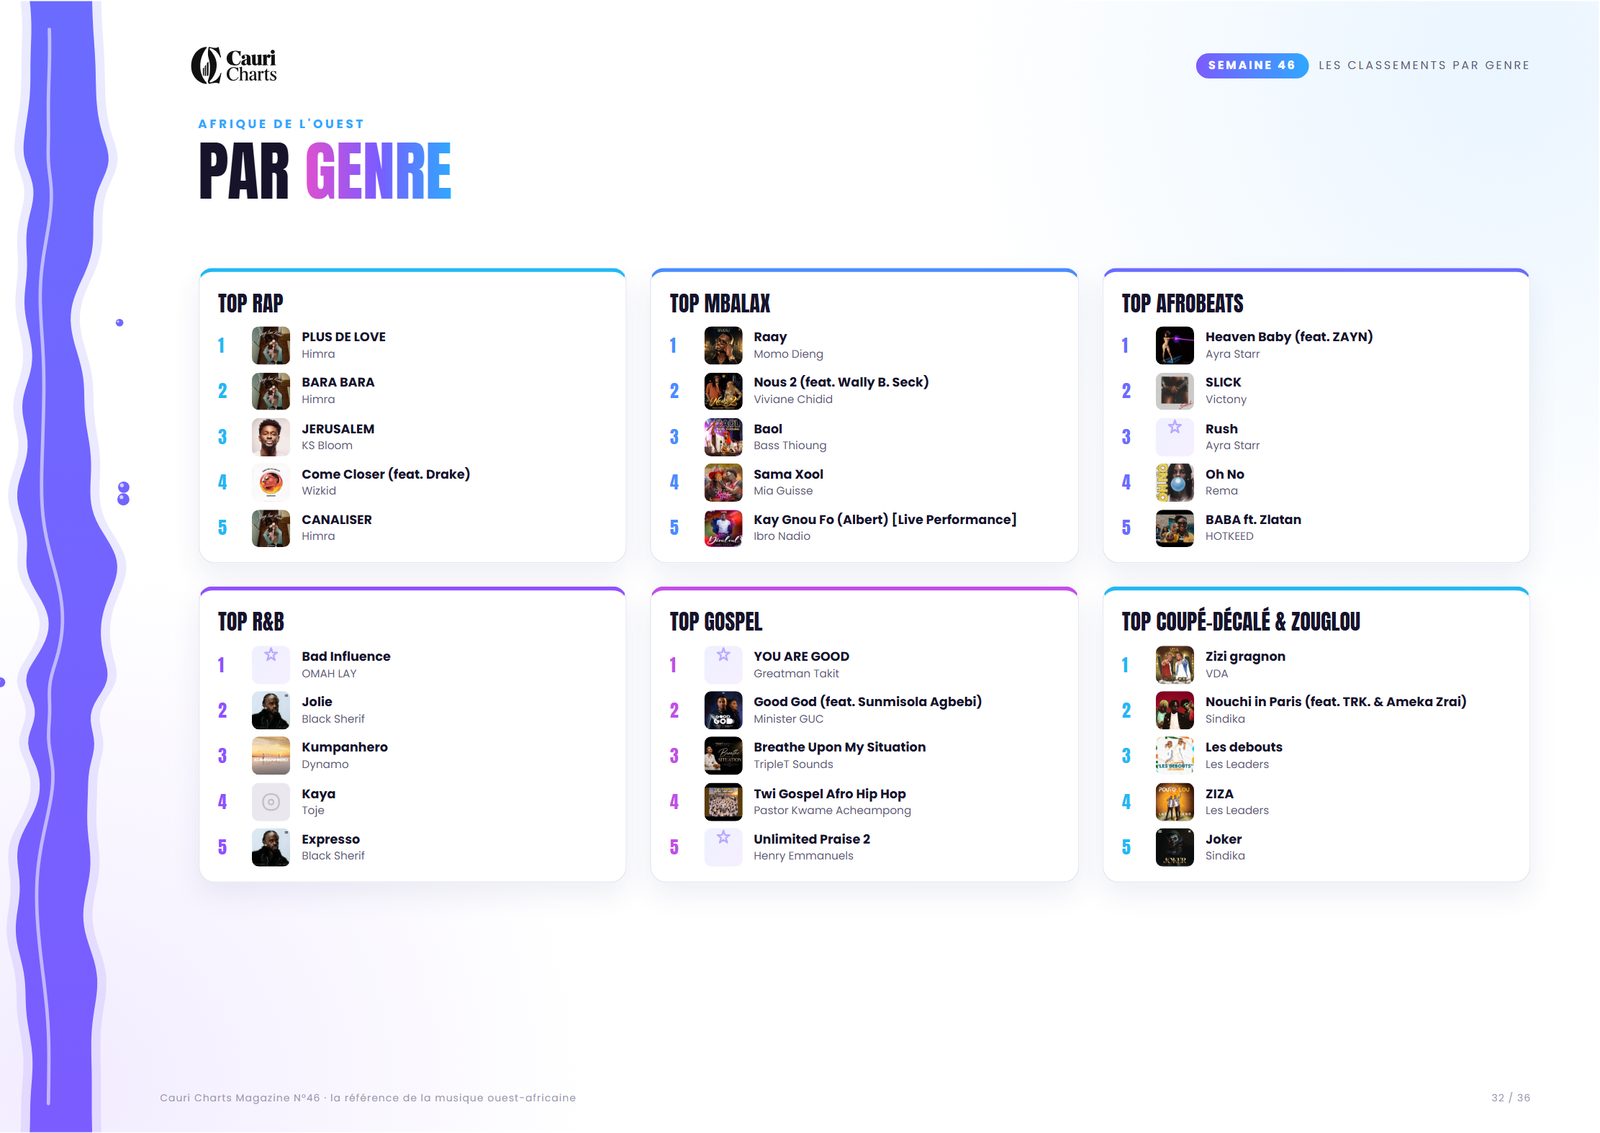 Cauri
Charts
SEMAINE 46
LES CLASSEMENTS PAR GENRE
AFRIQUE DE L'OUEST
PAR GENRE
TOP RAP
1
PLUS DE LOVE
Himra
2
BARA BARA
Himra
3
JERUSALEM
KS Bloom
4
Come Closer (feat. Drake)
Wizkid
5
CANALISER
Himra
TOP MBALAX
1
Raay
Momo Dieng
2
Nous 2 (feat. Wally B. Seck)
Viviane Chidid
3
Baol
Bass Thioung
4
Sama Xool
Mia Guisse
5
Kay Gnou Fo (Albert) [Live Performance]
Ibro Nadio
TOP AFROBEATS
1
Heaven Baby (feat. ZAYN)
Ayra Starr
2
SLICK
Victony
3
Rush
Ayra Starr
4
Oh No
Rema
5
BABA ft. Zlatan
HOTKEED
TOP R&B
1
Bad Influence
OMAH LAY
2
Jolie
Black Sherif
3
Kumpanhero
Dynamo
4
Kaya
Toje
5
Expresso
Black Sherif
TOP GOSPEL
1
YOU ARE GOOD
Greatman Takit
2
Good God (feat. Sunmisola Agbebi)
Minister GUC
3
Breathe Upon My Situation
TripleT Sounds
4
Twi Gospel Afro Hip Hop
Pastor Kwame Acheampong
5
Unlimited Praise 2
Henry Emmanuels
TOP COUPÉ-DÉCALÉ & ZOUGLOU
1
Zizi gragnon
VDA
2
Nouchi in Paris (feat. TRK. & Ameka Zrai)
Sindika
3
Les debouts
Les Leaders
4
ZIZA
Les Leaders
5
Joker
Sindika
Cauri Charts Magazine N°46 · la référence de la musique ouest-africaine
32 / 36